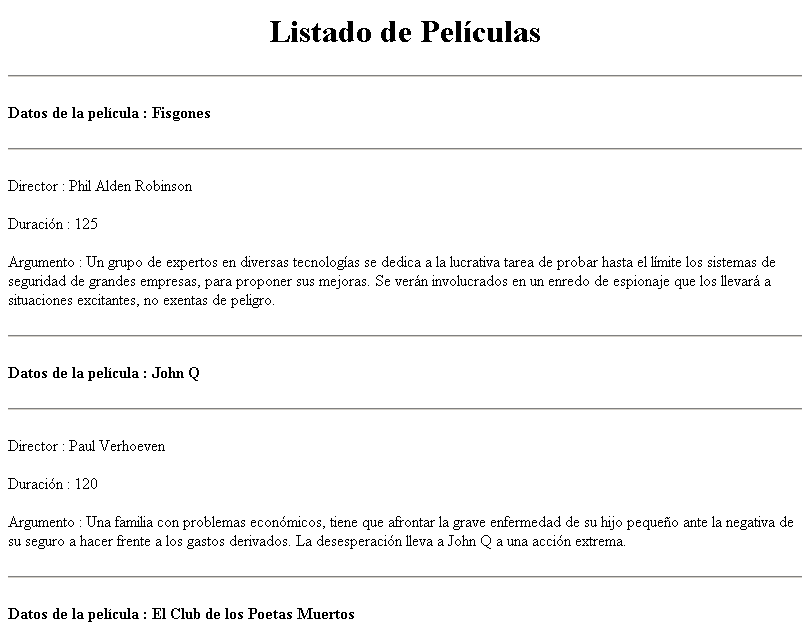 Listado de Películas
Datos de la película : Fisgones
Director : Phil Alden Robinson
Duración : 125
Argumento : Un grupo de expertos en diversas tecnologías se dedica a la lucrativa tarea de probar hasta el límite los sistemas de
seguridad de grandes empresas, para proponer sus mejoras. Se verán involucrados en un enredo de espionaje que los llevará a
situaciones excitantes, no exentas de peligro.
Datos de la película : John Q
Director : Paul Verhoeven
Duración : 120
Argumento : Una familia con problemas económicos, tiene que afrontar la grave enfermedad de su hijo pequeño ante la negativa de
su seguro a hacer frente a los gastos derivados. La desesperación lleva a John Q a una acción extrema.
Datos de la película : El Club de los Poetas Muertos